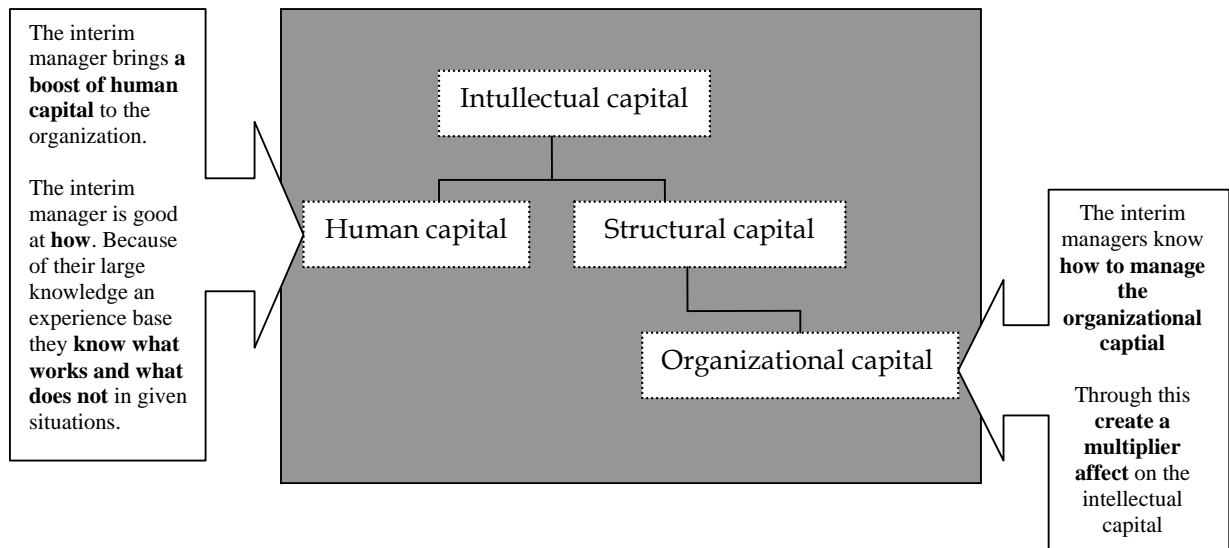 The interim
manager brings a
boost of human
capital to the
organization.
The interim
manager is good
at how. Because
of their large
knowledge an
experience base
they know what
works and what
does not in given
situations.
Intullectual capital
Human capital
Structural capital
Organizational capital
The interim
managers know
how to manage
the
organizational
captial
Through this
create a
multiplier
affect on the
intellectual
capital